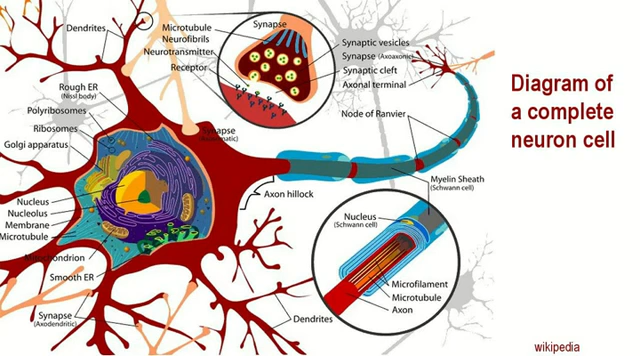 Dendrites
Microtubule
Neurofibrils
Neurotransmitter
Receptor
Synapse
Synaptic vesicles
Synapse (Axoaxonic)
Synaptic cleft
Axonal terminal
Node of Ranvier
Rough ER
(Nissl body)
Polyribosomes
Ribosomes
Golgi apparatus
Synapse
Myelin Sheath
(Schwann cell)
Axon hillock
Nucleus
Nucleolus
Membrane
Microtubule
Mitochondrion
Smooth ER
Synapse
(Axodendritic)
Dendrites
Nucleus
(Schwann cell)
Microfilament
Microtubule
Axon
Diagram of
a complete
neuron cell
wikipedia